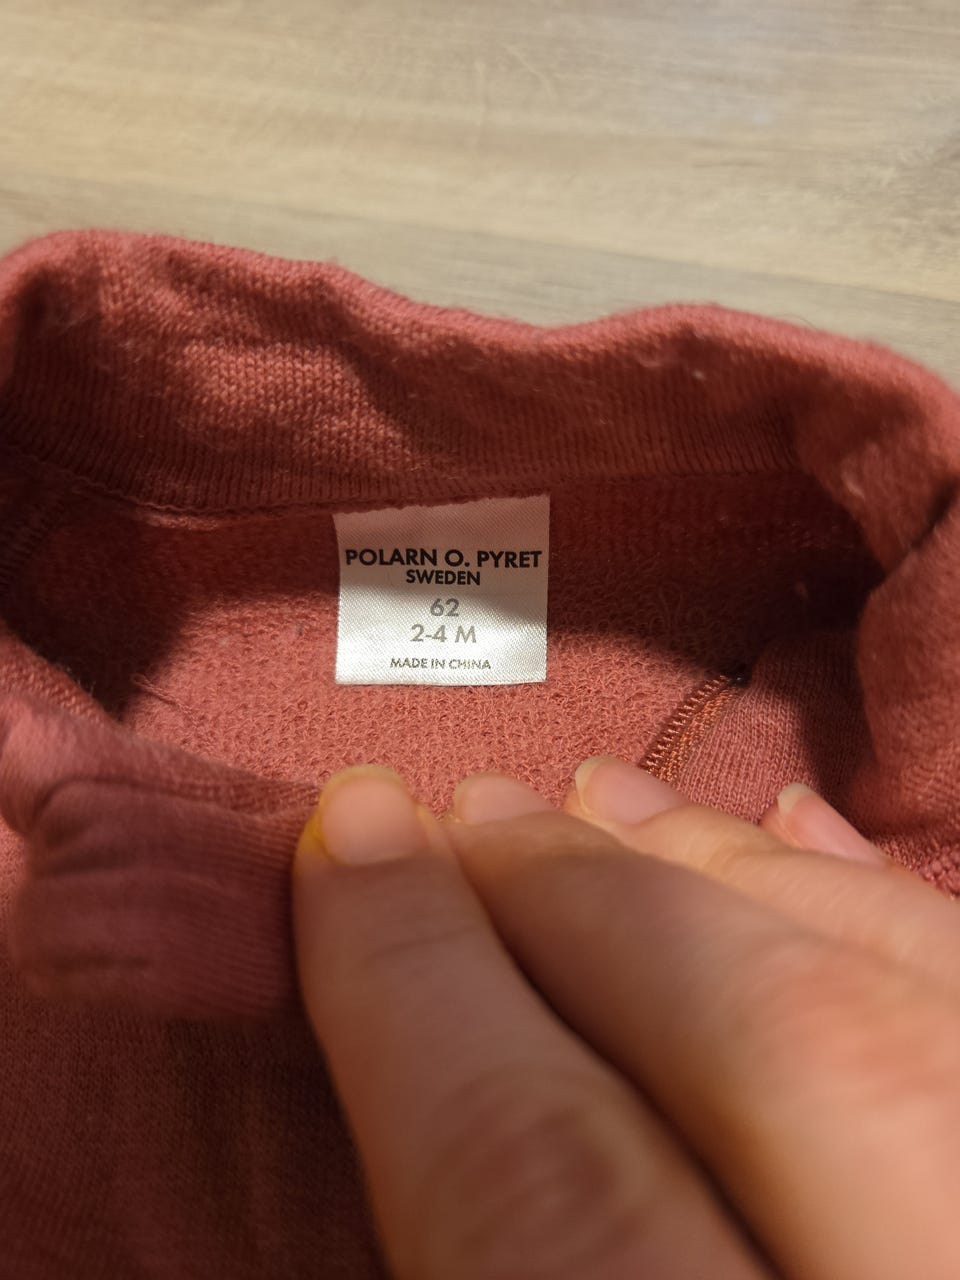 POLARN O. PYRET
SWEDEN
62
2-4 M
MADE IN CHINA